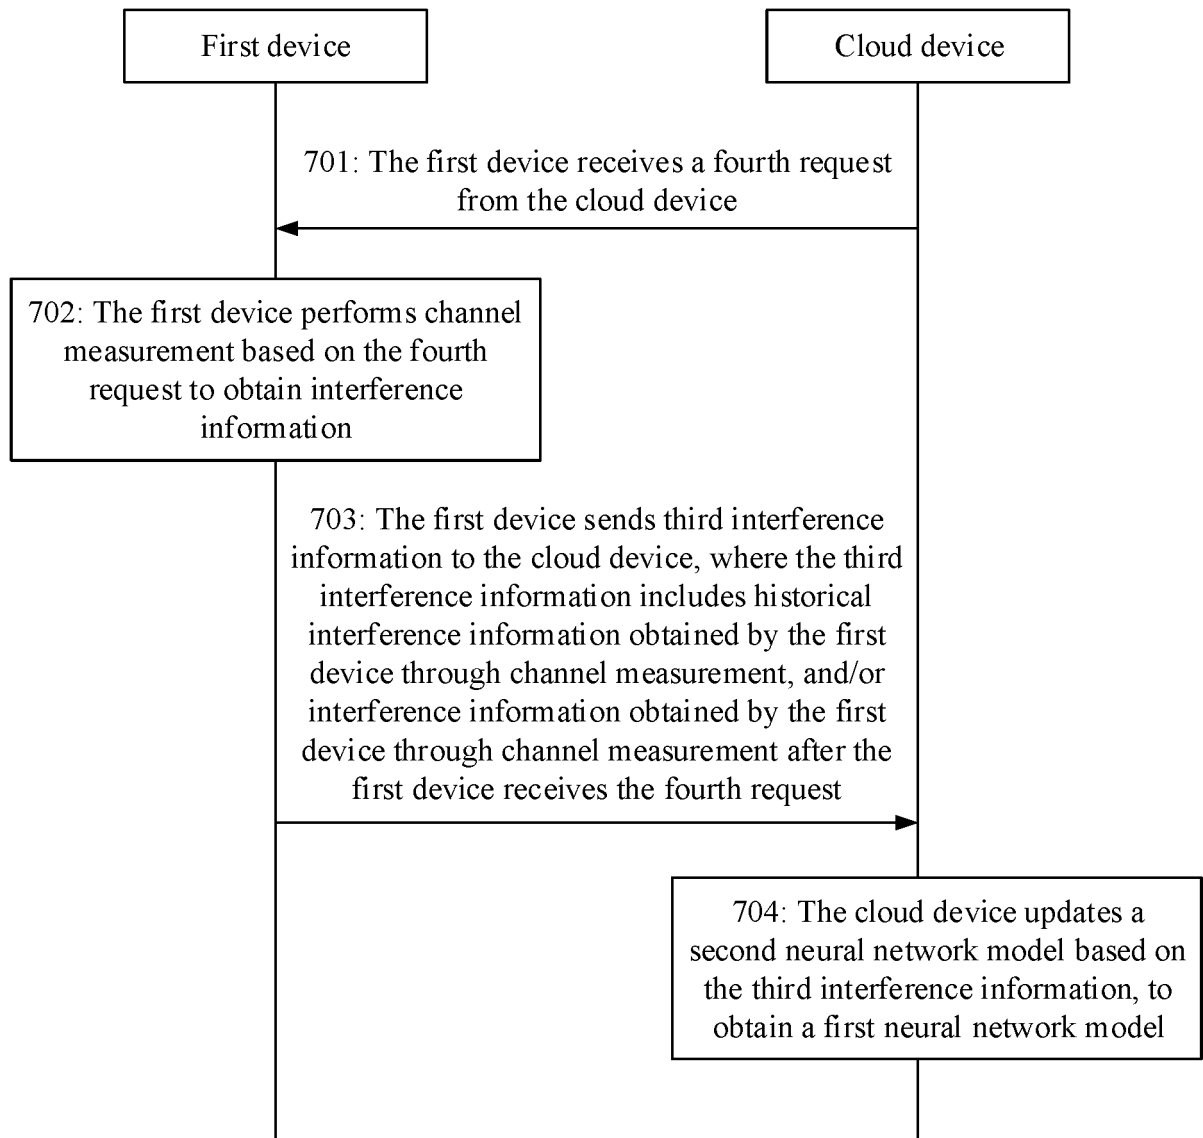 First device
Cloud device
701: The first device receives a fourth request
from the cloud device
702: The first device performs channel
measurement based on the fourth
request to obtain interference
information
703: The first device sends third interference
information to the cloud device, where the third
interference information includes historical
interference information obtained by the first
device through channel measurement, and/or
interference information obtained by the first
device through channel measurement after the
first device receives the fourth request
704: The cloud device updates a
second neural network model based on
the third interference information, to
obtain a first neural network model